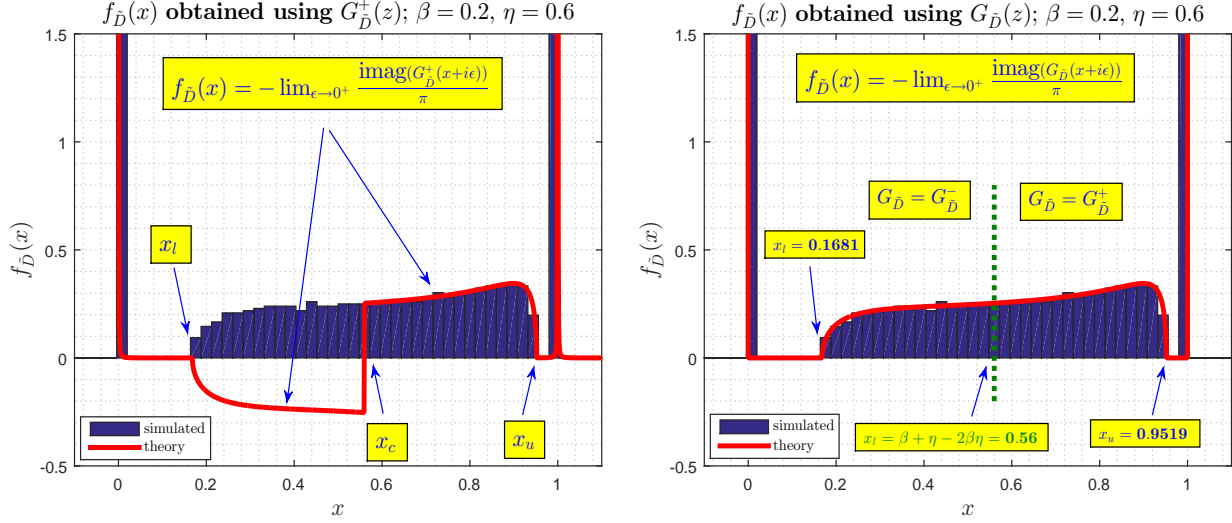 f_D̃(x) obtained using G_D̃^+(z); β = 0.2, η = 0.6
1.5
1
0.5
0
-0.5
f_D̃(x)
f_D̃(x) = −lim_{ϵ→0^+} imag(G_D̃^+(x+iϵ))/π
x_l
x_c
x_u
simulated
theory
0
0.2
0.4
0.6
0.8
1
x
f_D̃(x) obtained using G_D̃(z); β = 0.2, η = 0.6
1.5
1
0.5
0
-0.5
f_D̃(x)
f_D̃(x) = −lim_{ϵ→0^+} imag(G_D̃(x+iϵ))/π
G_D̃ = G_D̃^−
G_D̃ = G_D̃^+
x_l = 0.1681
x_l = β + η − 2βη = 0.56
x_u = 0.9519
simulated
theory
0
0.2
0.4
0.6
0.8
1
x